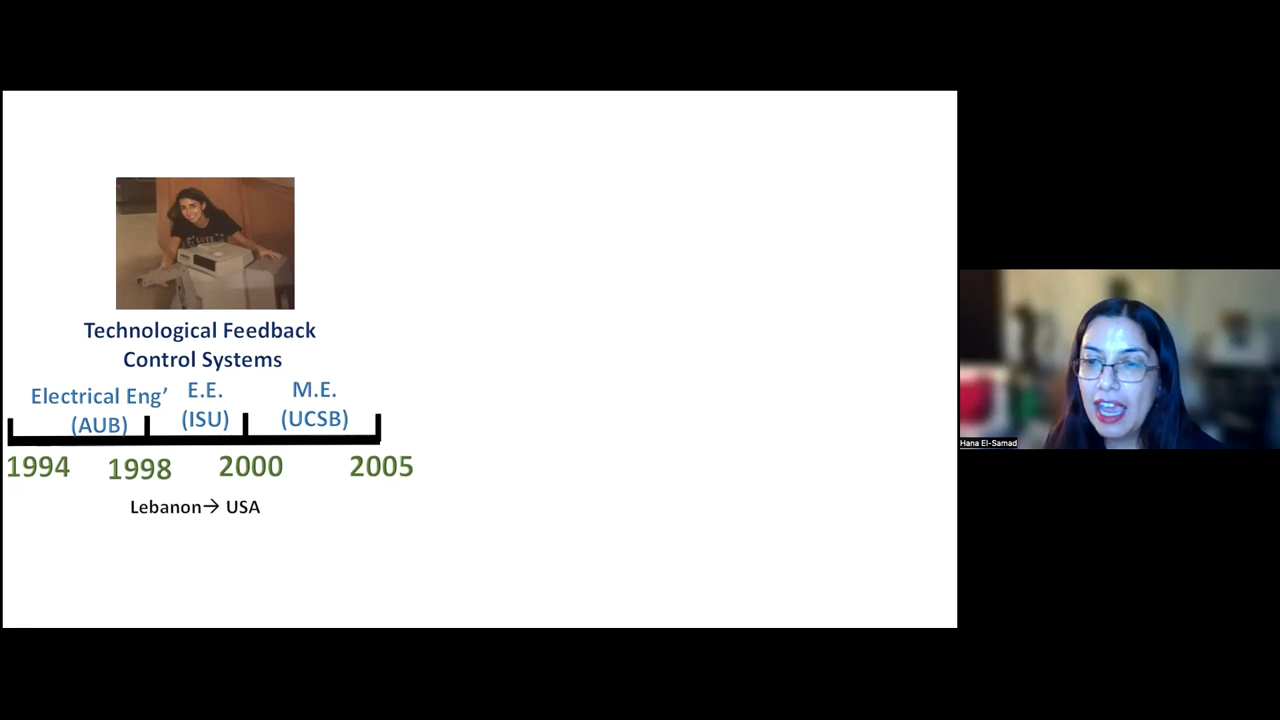 Technological Feedback
Control Systems
Electrical Eng’
(AUB)
E.E.
(ISU)
M.E.
(UCSB)
1994
1998
2000
2005
Lebanon→ USA
Hana El-Samad